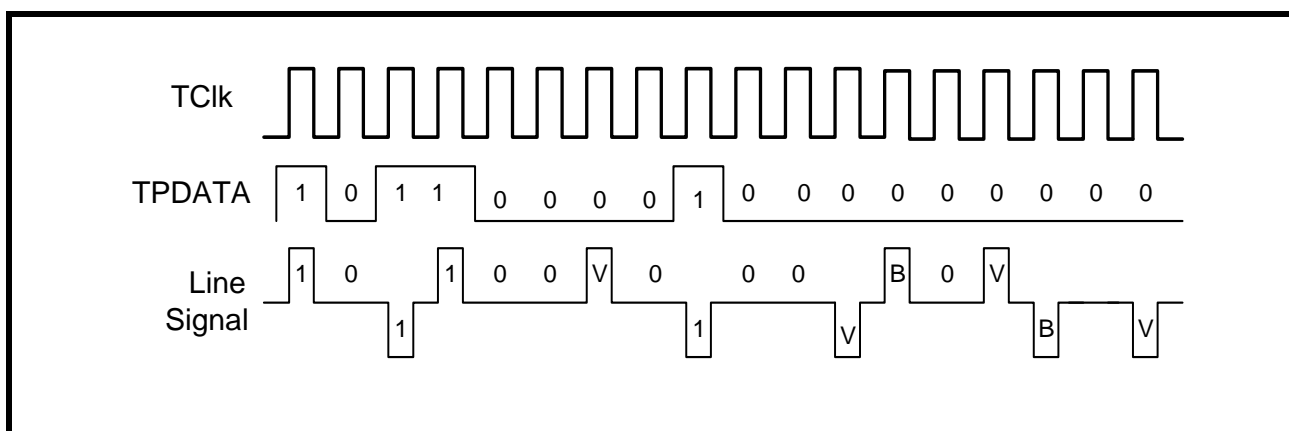 TClk
TPDATA 1 0 1 1 0 0 0 0 1 0 0 0 0 0 0 0 0 0
Line 1 0 1 0 0 V 0 0 0 B 0 V
Signal 1 1 V B V